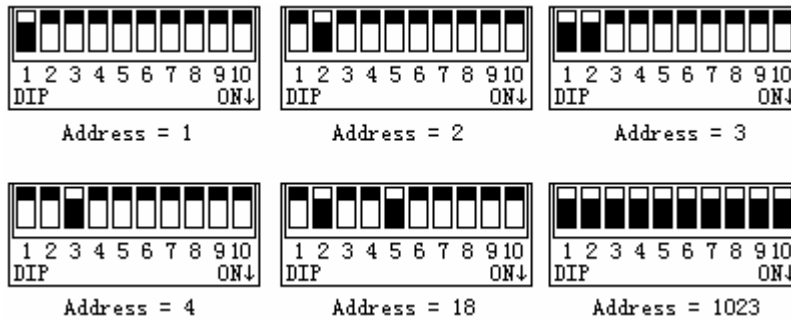 1 2 3 4 5 6 7 8 9 10
DIP ON↓
Address = 1
1 2 3 4 5 6 7 8 9 10
DIP ON↓
Address = 2
1 2 3 4 5 6 7 8 9 10
DIP ON↓
Address = 3
1 2 3 4 5 6 7 8 9 10
DIP ON↓
Address = 4
1 2 3 4 5 6 7 8 9 10
DIP ON↓
Address = 18
1 2 3 4 5 6 7 8 9 10
DIP ON↓
Address = 1023